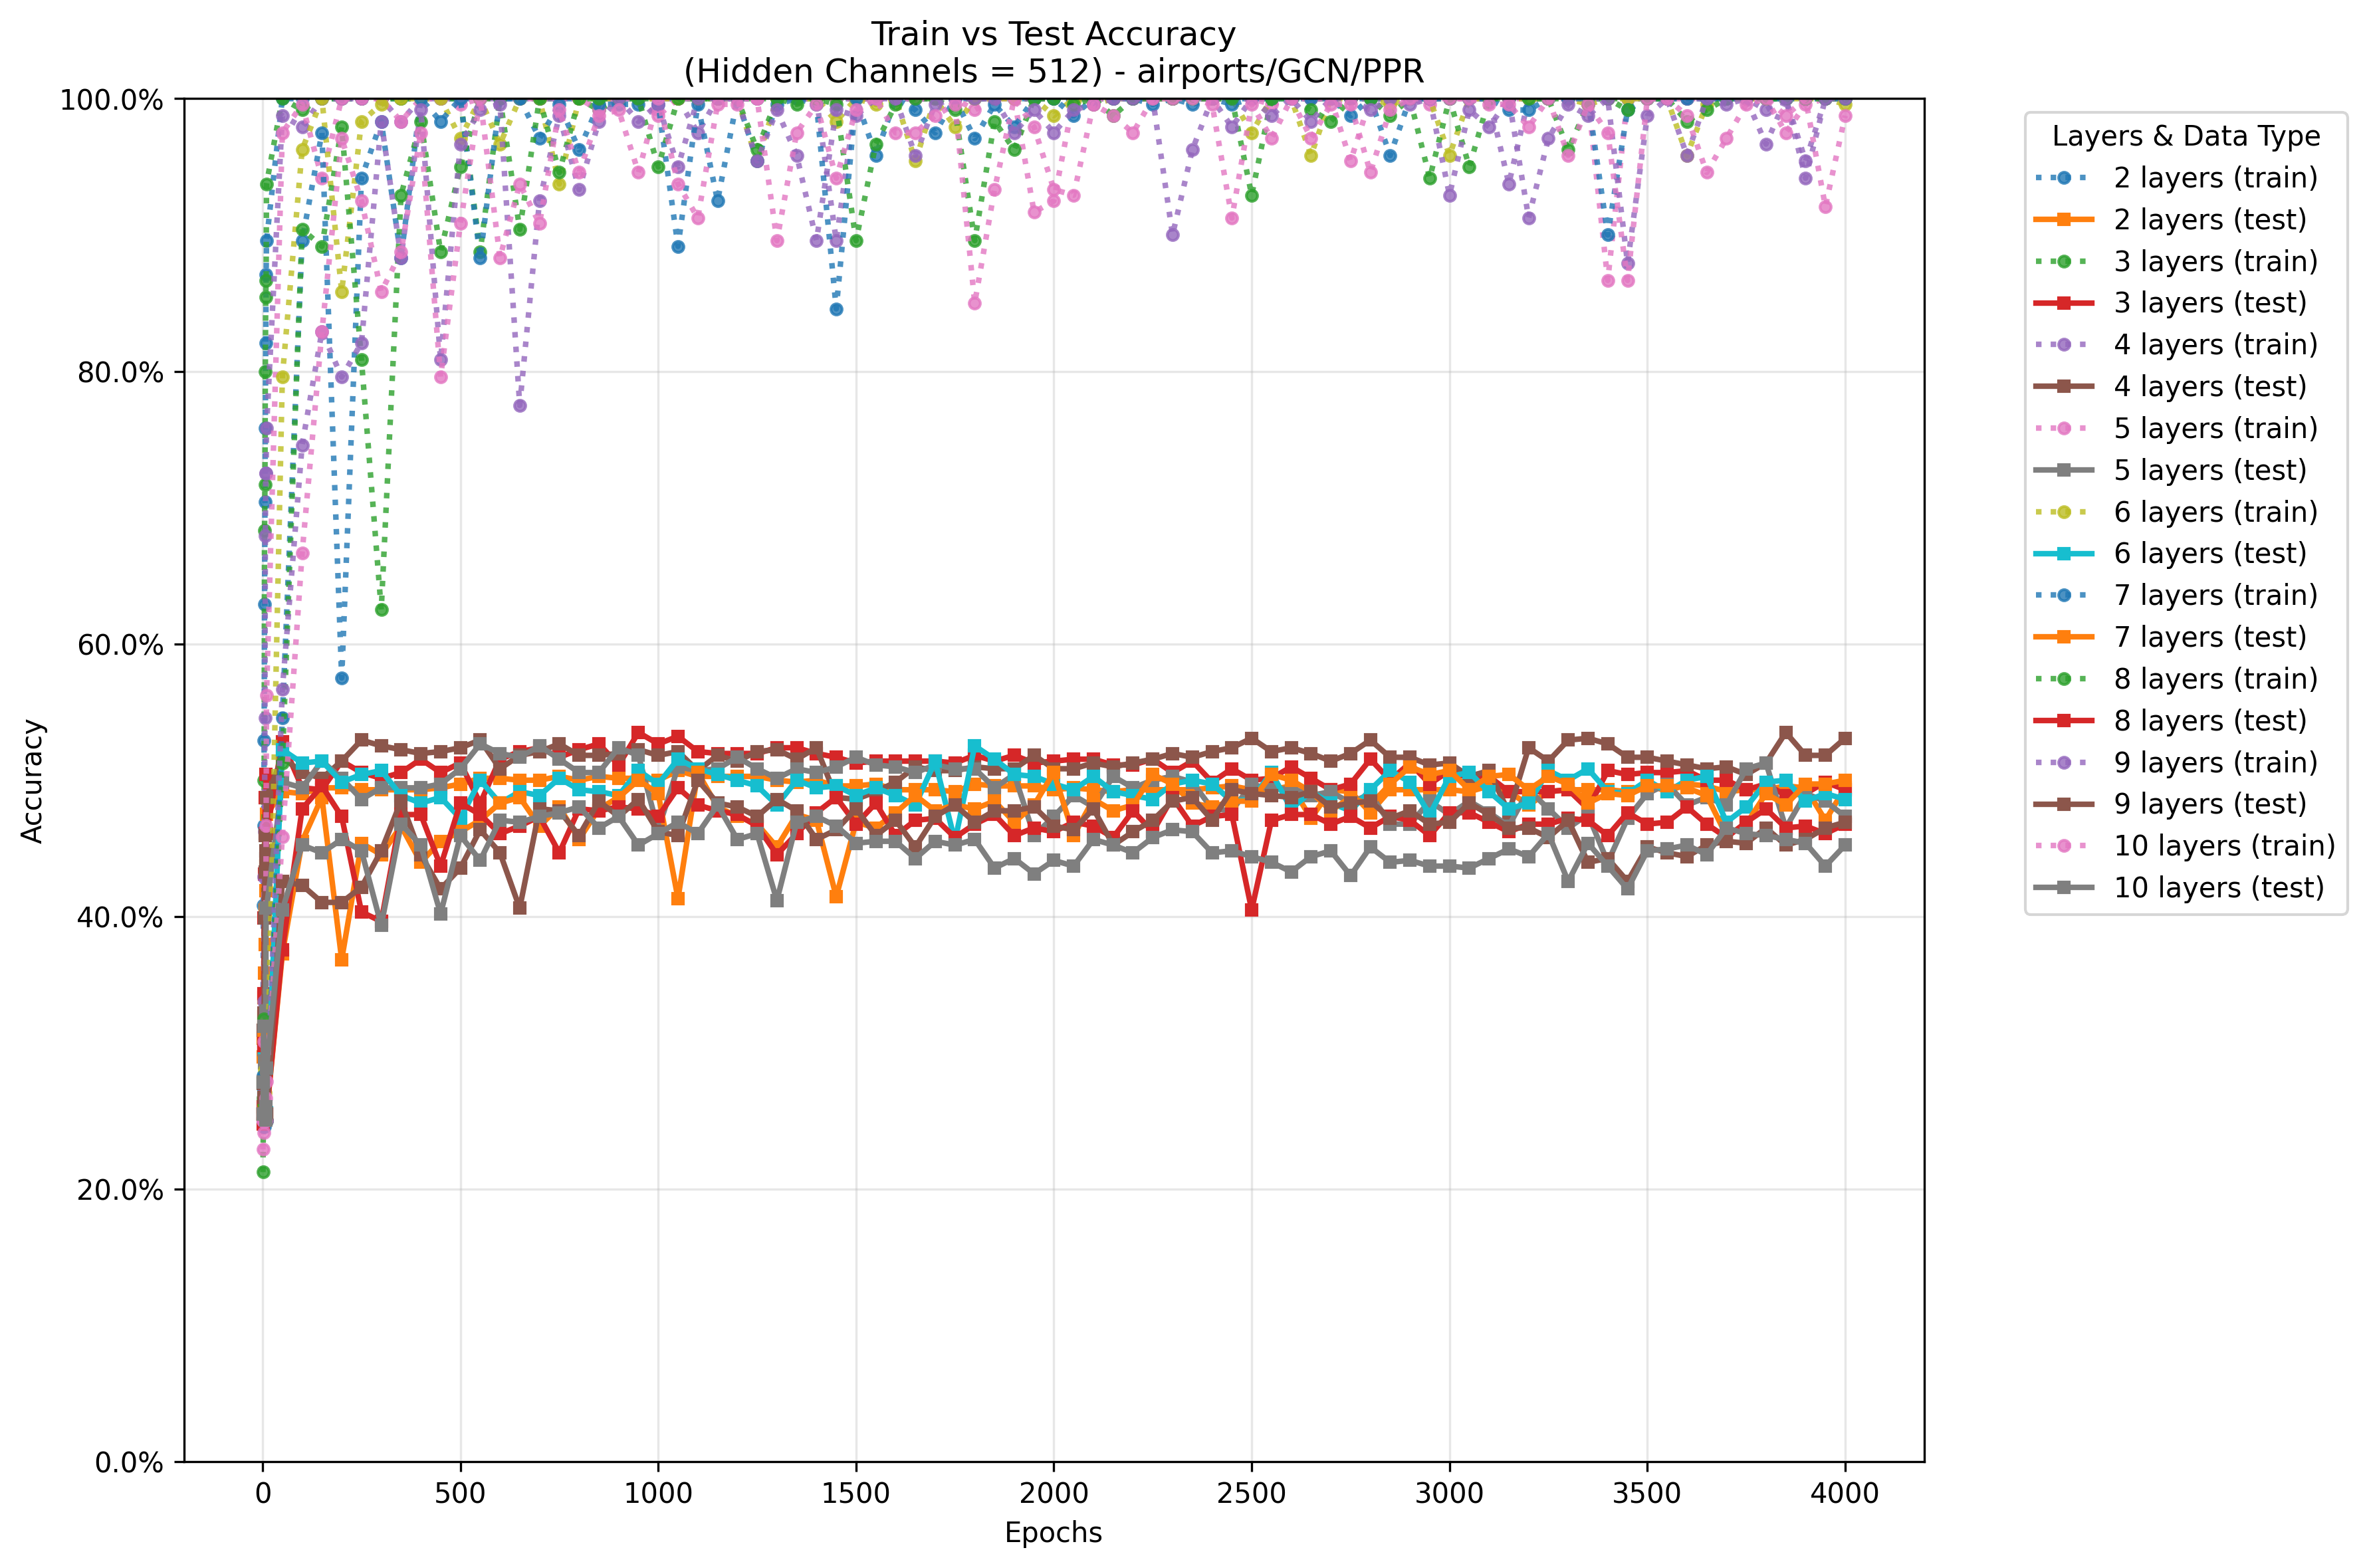 Train vs Test Accuracy
(Hidden Channels = 512) - airports/GCN/PPR
100.0%
80.0%
60.0%
40.0%
20.0%
0.0%
Accuracy
0
500
1000
1500
2000
2500
3000
3500
4000
Epochs
Layers & Data Type
2 layers (train)
2 layers (test)
3 layers (train)
3 layers (test)
4 layers (train)
4 layers (test)
5 layers (train)
5 layers (test)
6 layers (train)
6 layers (test)
7 layers (train)
7 layers (test)
8 layers (train)
8 layers (test)
9 layers (train)
9 layers (test)
10 layers (train)
10 layers (test)